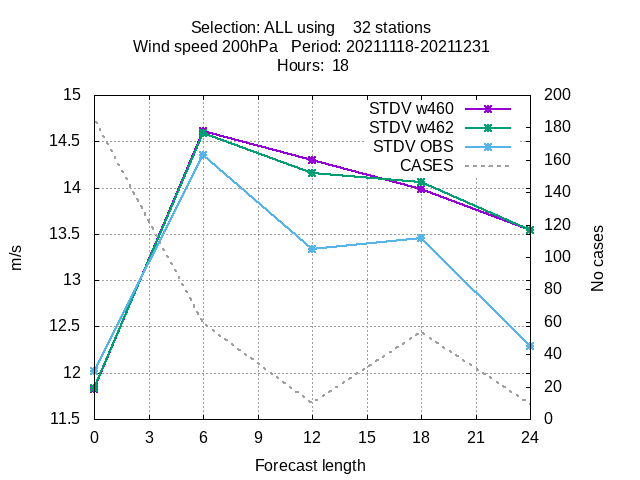 Selection: ALL using    32 stations
Wind speed 200hPa   Period: 20211118-20211231
Hours:  18
STDV w460
STDV w462
STDV OBS
CASES
15
14.5
14
13.5
13
12.5
12
11.5
m/s
200
180
160
140
120
100
80
60
40
20
0
No cases
0 3 6 9 12 15 18 21 24
Forecast length